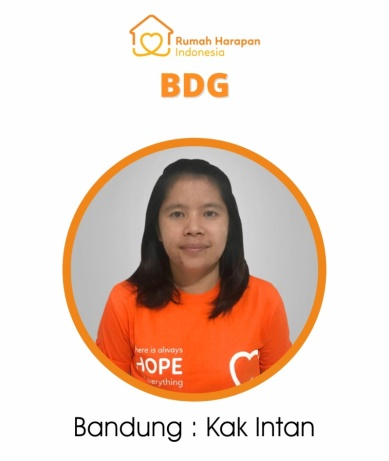 Rumah Harapan
Indonesia
BDG
here is always
HOPE
everything
Bandung : Kak Intan